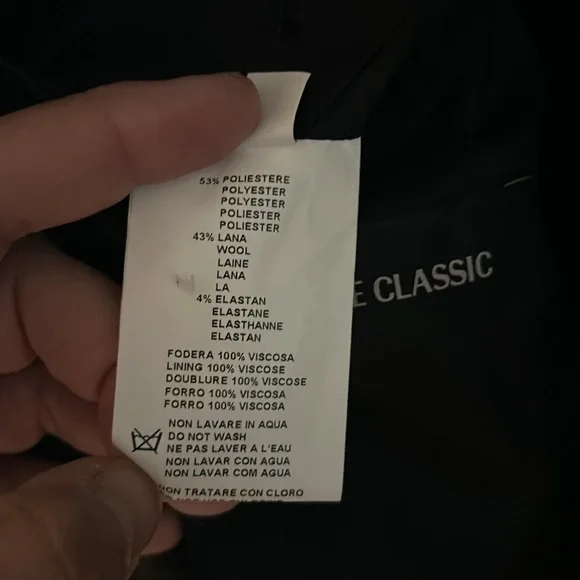 53% POLIESTERE
POLYESTER
POLYESTER
POLIESTER
POLIESTER
43% LANA
WOOL
LAINE
LANA
LA
4% ELASTAN
ELASTANE
ELASTHANNE
ELASTAN
FODERA 100% VISCOSA
LINING 100% VISCOSE
DOUBLURE 100% VISCOSE
FORRO 100% VISCOSA
FORRO 100% VISCOSA
NON LAVARE IN AQUA
DO NOT WASH
NE PAS LAVER A L'EAU
NON LAVAR CON AGUA
NON LAVAR COM AGUA
NON TRATARE CON CLORO
E CLASSIC